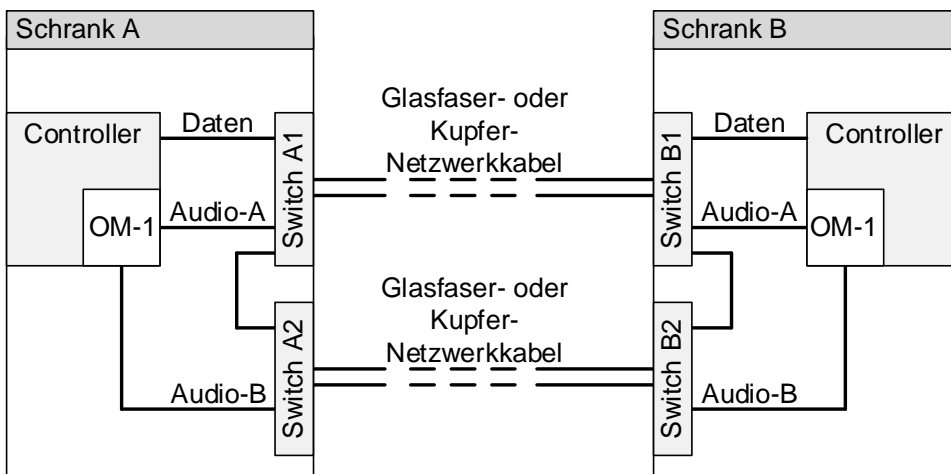 Schrank A
Schrank B
Controller
Daten
Switch A1
Glasfaser- oder
Kupfer-
Netzwerkkabel
Switch B1
Daten
Controller
OM-1
Audio-A
Audio-A
OM-1
Switch A2
Glasfaser- oder
Kupfer-
Netzwerkkabel
Switch B2
Audio-B
Audio-B